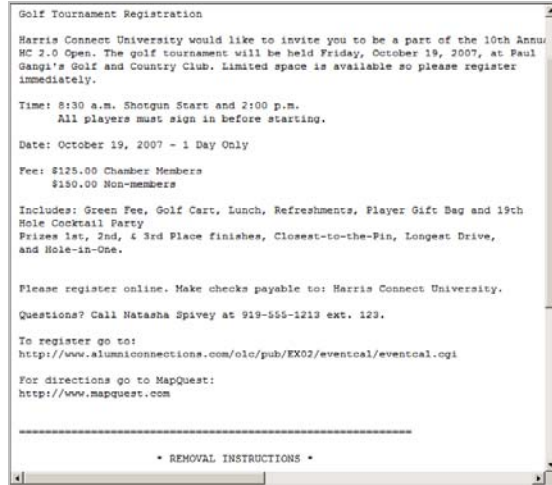 Golf Tournament Registration
Harris Connect University would like to invite you to be a part of the 10th Annua
HC 2.0 Open. The golf tournament will be held Friday, October 19, 2007, at Paul
Gangi's Golf and Country Club. Limited space is available so please register
immediately.
Time: 8:30 a.m. Shotgun Start and 2:00 p.m.
All players must sign in before starting.
Date: October 19, 2007 - 1 Day Only
Fee: $125.00 Chamber Members
$150.00 Non-members
Includes: Green Fee, Golf Cart, Lunch, Refreshments, Player Gift Bag and 19th
Hole Cocktail Party
Prizes 1st, 2nd, & 3rd Place finishes, Closest-to-the-Pin, Longest Drive,
and Hole-in-One.
Please register online. Make checks payable to: Harris Connect University.
Questions? Call Natasha Spivey at 919-555-1213 ext. 123.
To register go to:
http://www.alumniconnections.com/olc/pub/EX02/eventcal/eventcal.cgi
For directions go to MapQuest:
http://www.mapquest.com
============================================================
* REMOVAL INSTRUCTIONS *